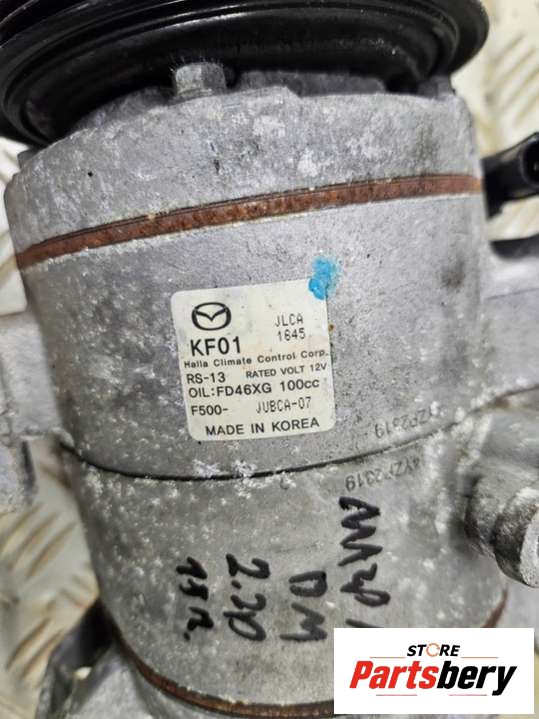 JLCA
KF01 1645
Halla Climate Control Corp.
RS-13 RATED VOLT 12V
OIL:FD46XG 100cc
F500- JUBCA-07
MADE IN KOREA
DM
2.2D
15г.
STORE
Partsbery